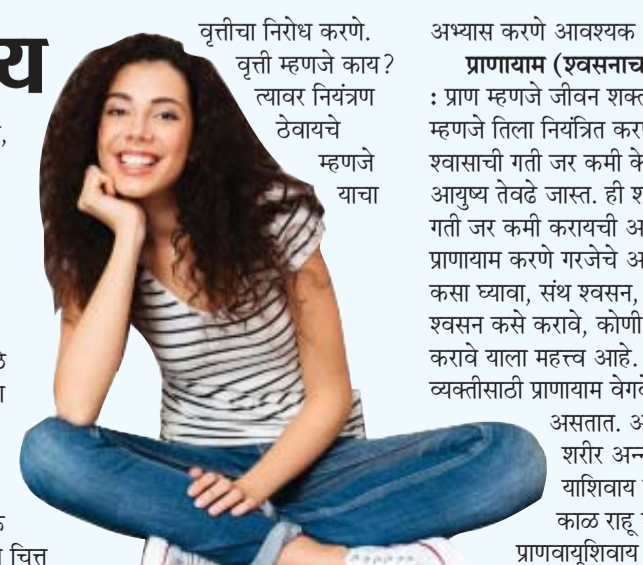 य
वृत्तीचा निरोध करणे.
वृत्ती म्हणजे काय?
त्यावर नियंत्रण
ठेवायचे
म्हणजे
याचा
चित्त
अभ्यास करणे आवश्यक
प्राणायाम (श्वसनाच
: प्राण म्हणजे जीवन शक्त
म्हणजे तिला नियंत्रित कर
श्वासाची गती जर कमी के
आयुष्य तेवढे जास्त. ही श
गती जर कमी करायची अ
प्राणायाम करणे गरजेचे अ
कसा घ्यावा, संथ श्वसन,
श्वसन कसे करावे, कोणी
करावे याला महत्त्व आहे.
व्यक्तीसाठी प्राणायाम वेग
असतात. अ
शरीर अन्
याशिवाय
काळ राहू
प्राणवायूशिवाय